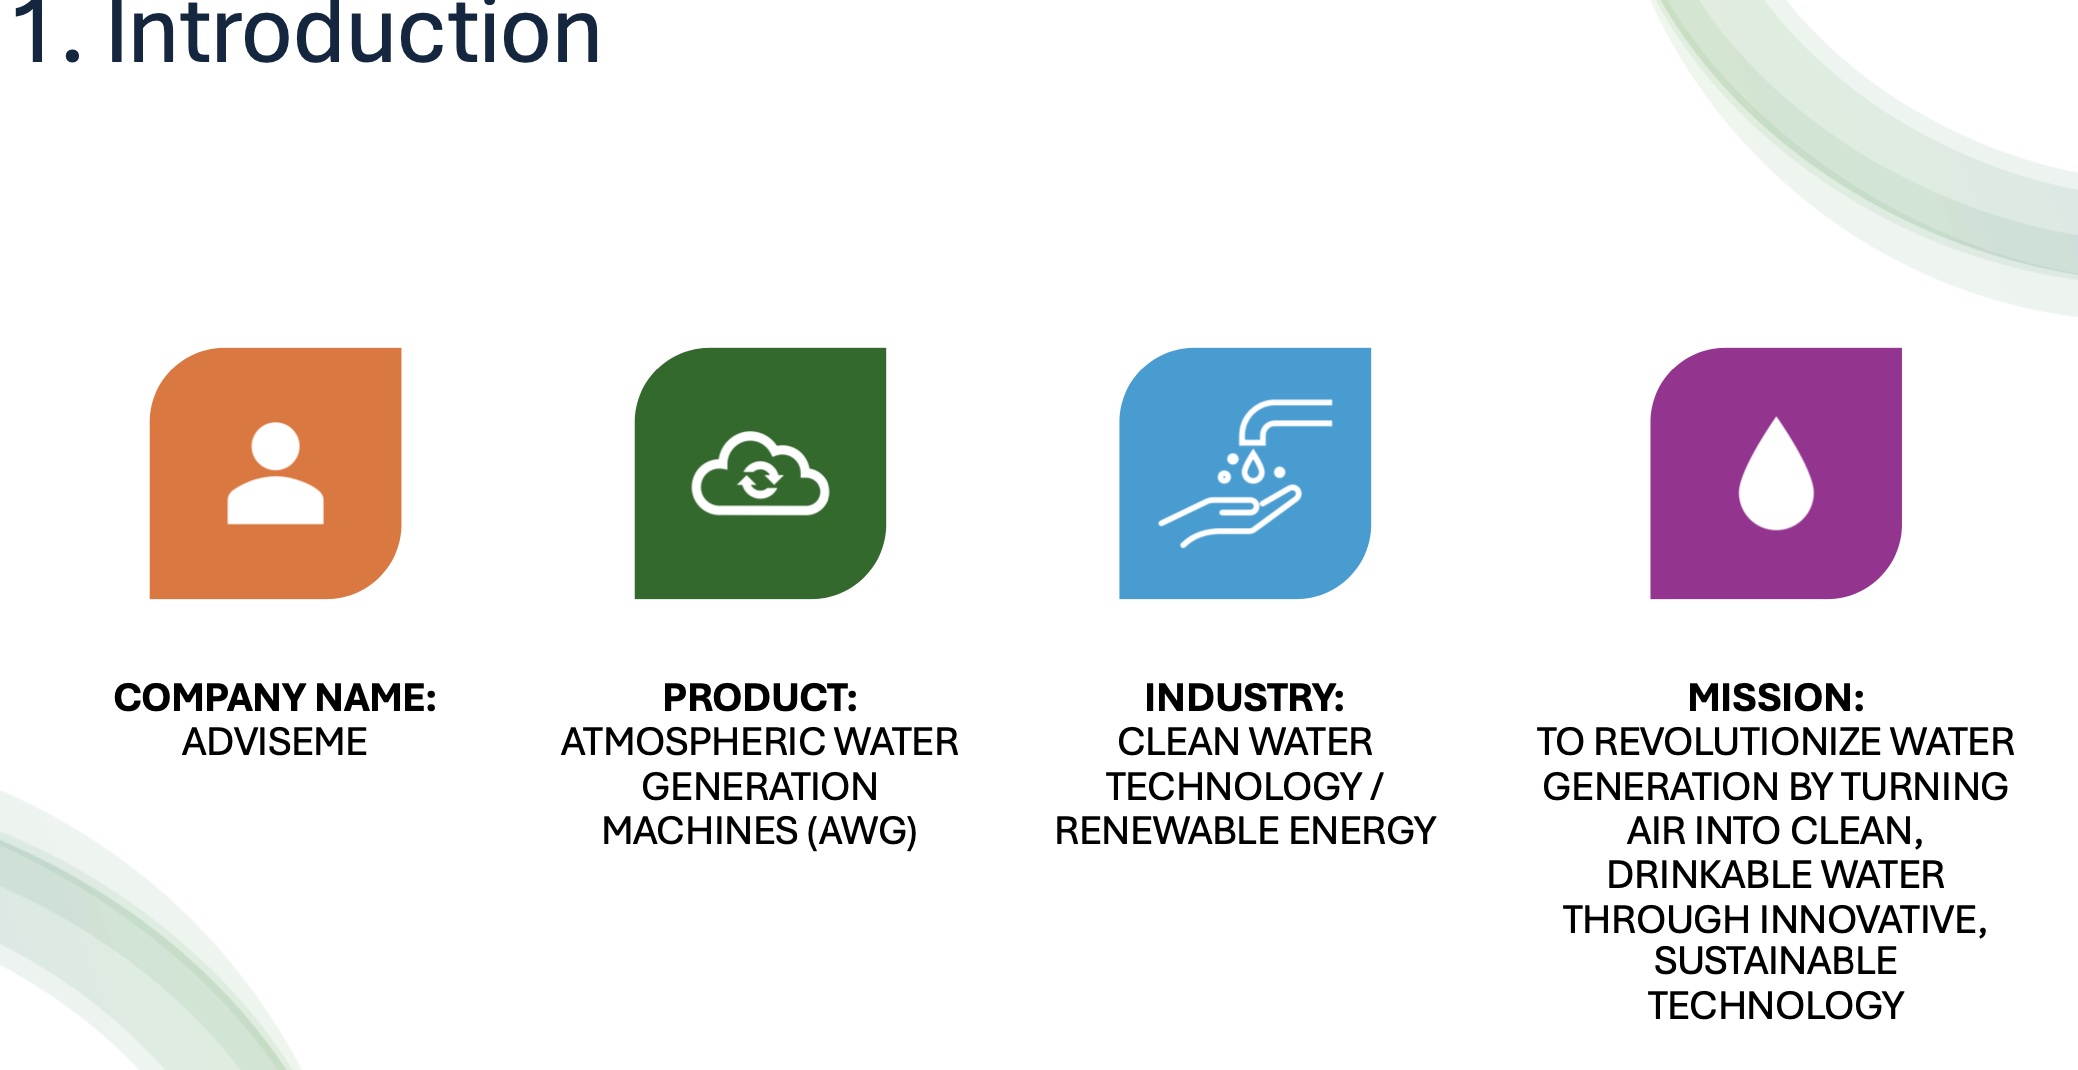 1. Introduction
COMPANY NAME:
ADVISEME
PRODUCT:
ATMOSPHERIC WATER
GENERATION
MACHINES (AWG)
INDUSTRY:
CLEAN WATER
TECHNOLOGY /
RENEWABLE ENERGY
MISSION:
TO REVOLUTIONIZE WATER
GENERATION BY TURNING
AIR INTO CLEAN,
DRINKABLE WATER
THROUGH INNOVATIVE,
SUSTAINABLE
TECHNOLOGY